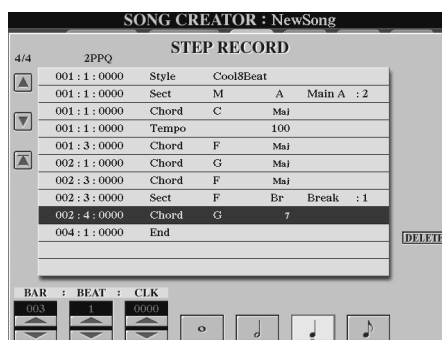 SONG CREATOR : NewSong
STEP RECORD
4/4 2PPQ
001 : 1 : 0000 Style Cool8Beat
001 : 1 : 0000 Sect M A Main A : 2
001 : 1 : 0000 Chord C Maj
001 : 1 : 0000 Tempo 100
001 : 3 : 0000 Chord F Maj
002 : 1 : 0000 Chord G Maj
002 : 3 : 0000 Chord F Maj
002 : 3 : 0000 Sect F Br Break : 1
002 : 4 : 0000 Chord G 7
004 : 1 : 0000 End
DELETE
BAR : BEAT : CLK
003 1 0000